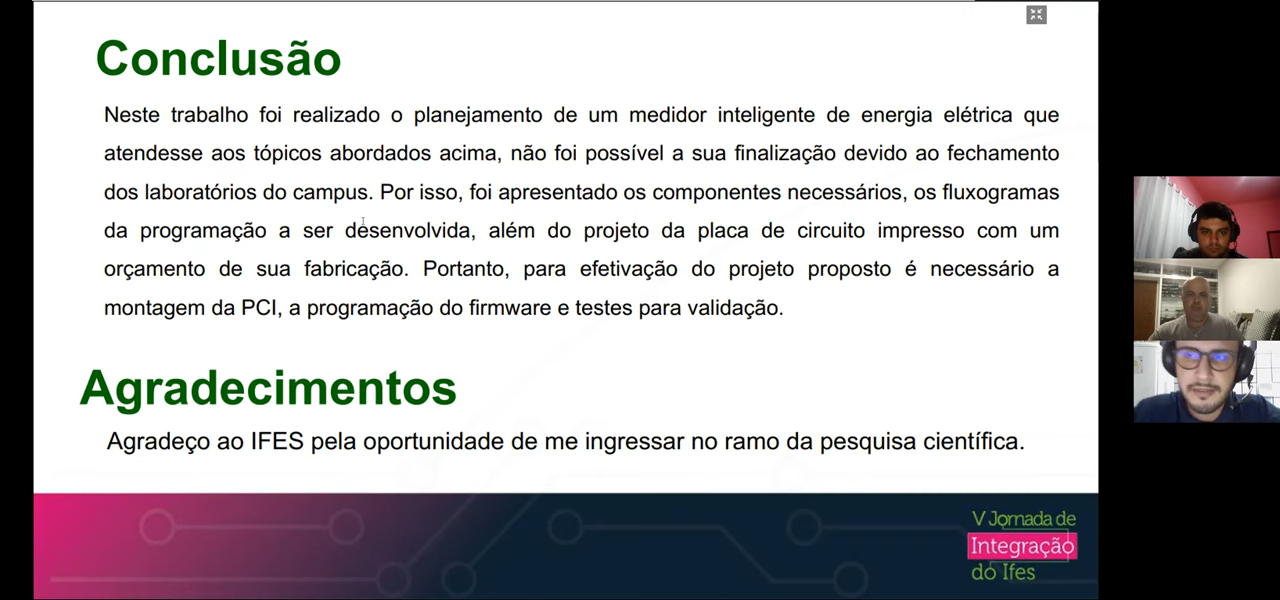 Conclusão
Neste trabalho foi realizado o planejamento de um medidor inteligente de energia elétrica que
atendesse aos tópicos abordados acima, não foi possível a sua finalização devido ao fechamento
dos laboratórios do campus. Por isso, foi apresentado os componentes necessários, os fluxogramas
da programação a ser desenvolvida, além do projeto da placa de circuito impresso com um
orçamento de sua fabricação. Portanto, para efetivação do projeto proposto é necessário a
montagem da PCI, a programação do firmware e testes para validação.
Agradecimentos
Agradeço ao IFES pela oportunidade de me ingressar no ramo da pesquisa científica.
V Jornada de
Integração
do Ifes